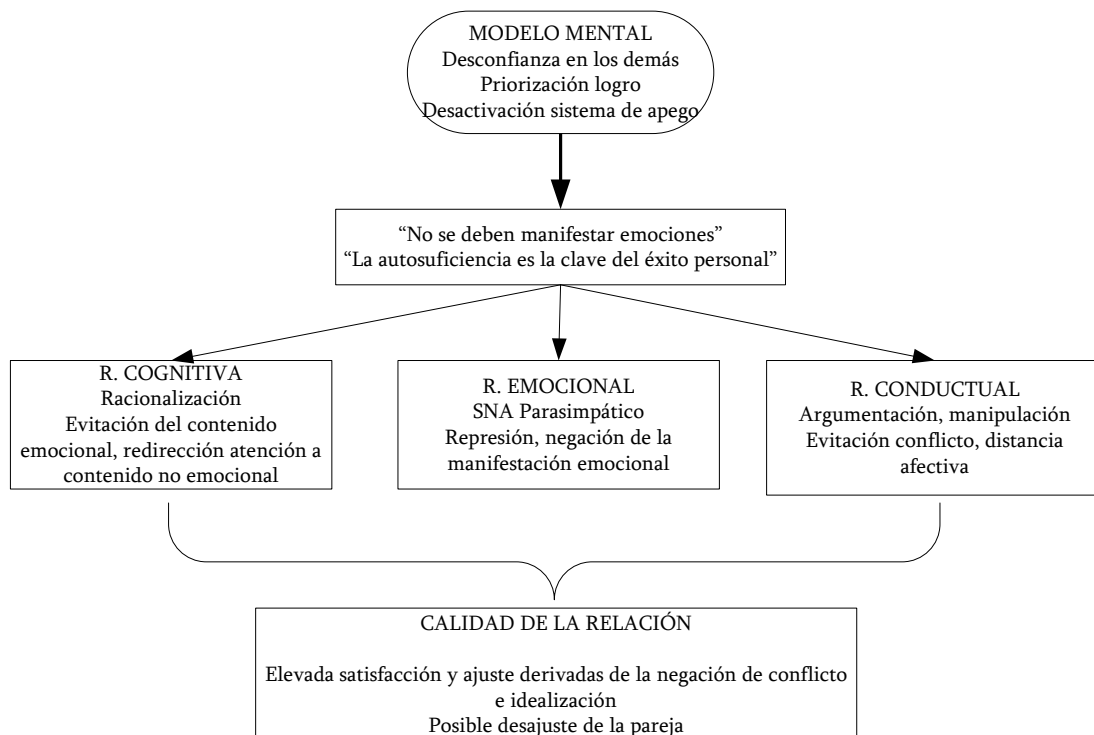 MODELO MENTAL
Desconfianza en los demás
Priorización logro
Desactivación sistema de apego
“No se deben manifestar emociones”
“La autosuficiencia es la clave del éxito personal”
R. COGNITIVA
Racionalización
Evitación del contenido
emocional, redirección atención a
contenido no emocional
R. EMOCIONAL
SNA Parasimpático
Represión, negación de la
manifestación emocional
R. CONDUCTUAL
Argumentación, manipulación
Evitación conflicto, distancia
afectiva
CALIDAD DE LA RELACIÓN
Elevada satisfacción y ajuste derivadas de la negación de conflicto
e idealización
Posible desajuste de la pareja